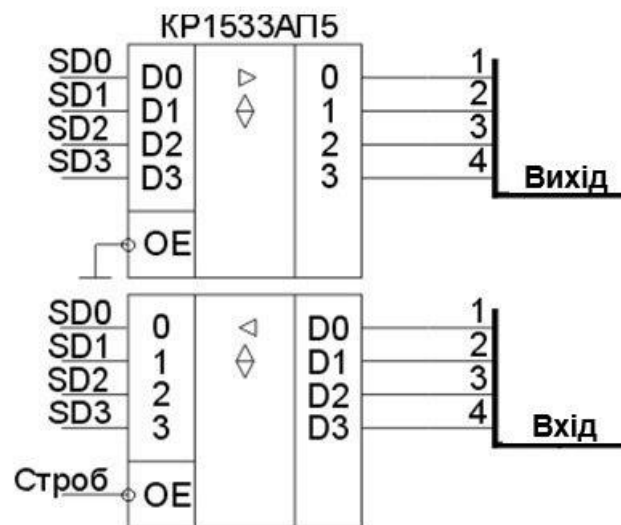 КР1533АП5
SD0 D0 0 1
SD1 D1 1 2
SD2 D2 2 3
SD3 D3 3 4
Вихід
OE
SD0 0 D0 1
SD1 1 D1 2
SD2 2 D2 3
SD3 3 D3 4
Вхід
Строб OE